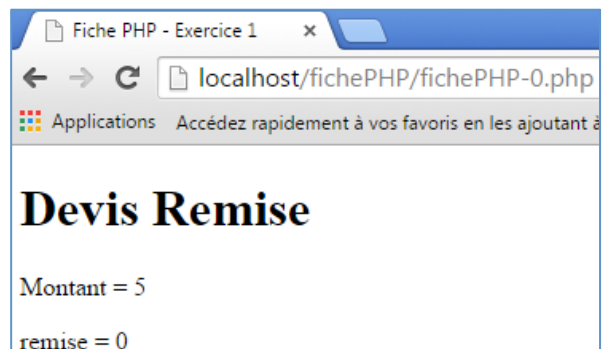 Fiche PHP - Exercice 1
localhost/fichePHP/fichePHP-0.php
Applications Accédez rapidement à vos favoris en les ajoutant à
Devis Remise
Montant = 5
remise = 0